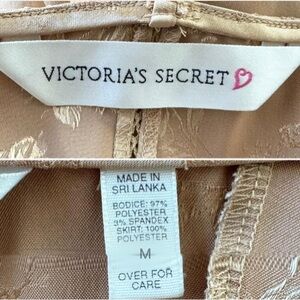 VICTORIA'S SECRET
MADE IN
SRI LANKA
BODICE: 97%
POLYESTER
3% SPANDEX
SKIRT: 100%
POLYESTER
M
OVER FOR
CARE